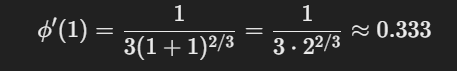 ϕ′(1) = 1/(3(1 + 1)^{2/3}) = 1/(3 · 2^{2/3}) ≈ 0.333